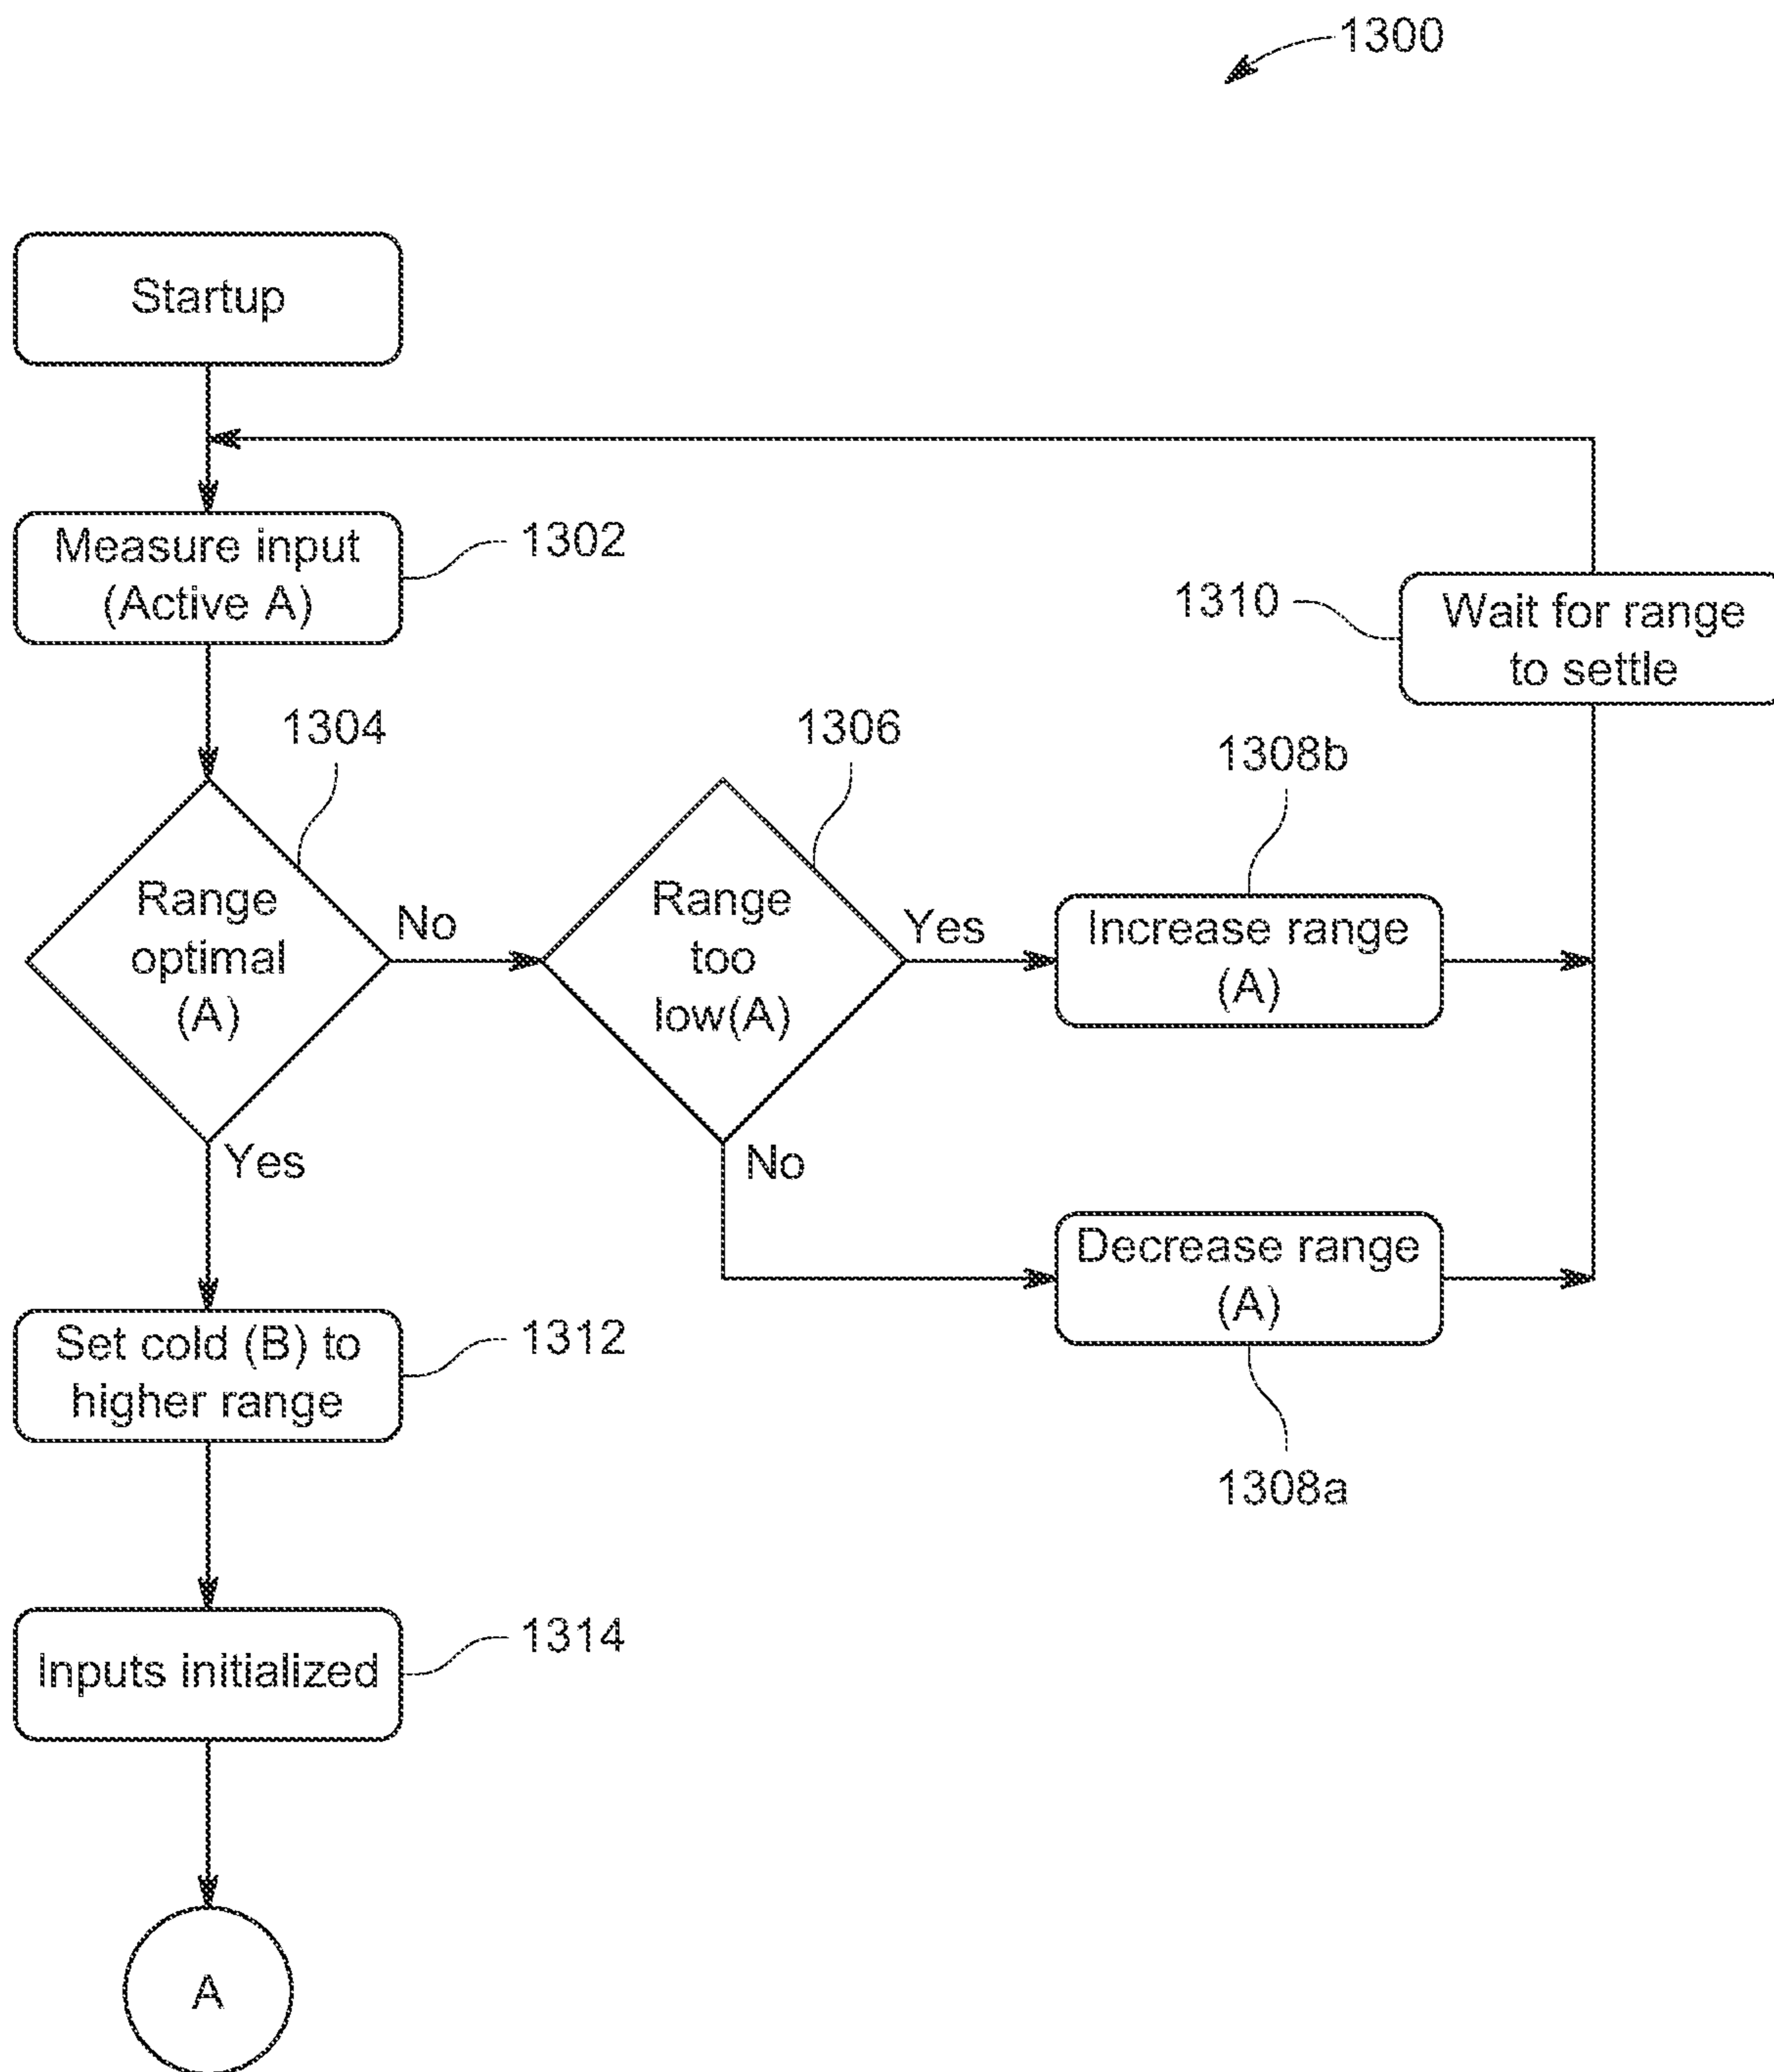 1300
Startup
Measure input
(Active A)
1302
1310
Wait for range
to settle
1304
1306
1308b
Range
optimal
(A)
No
Range
too
low(A)
Yes
Increase range
(A)
Yes
No
Decrease range
(A)
1308a
Set cold (B) to
higher range
1312
Inputs initialized
1314
A